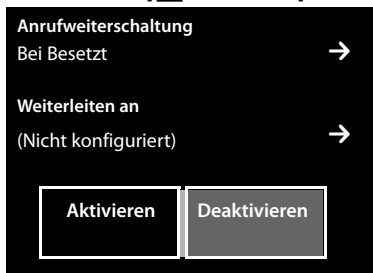 Anrufweiterschaltung
Bei Besetzt
Weiterleiten an
(Nicht konfiguriert)
Aktivieren Deaktivieren